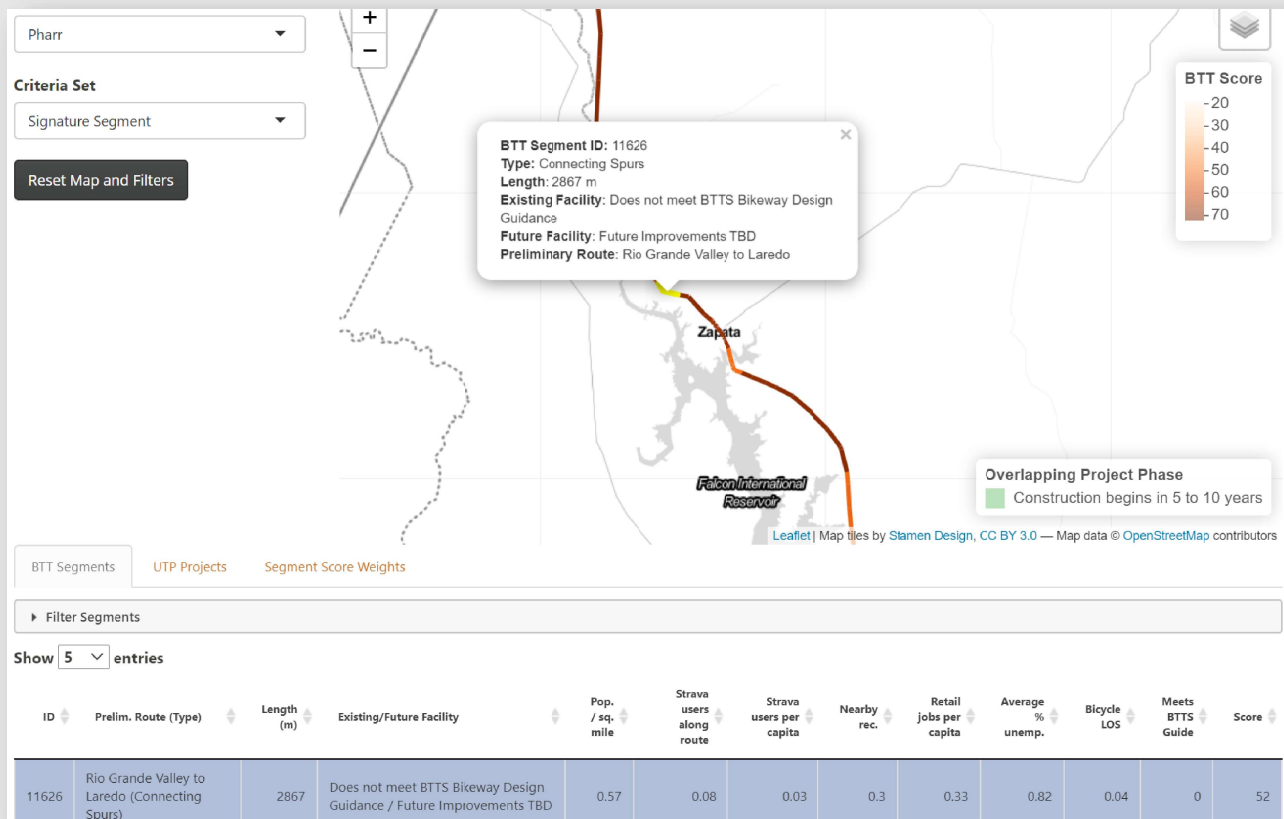 Pharr
Criteria Set
Signature Segment
Reset Map and Filters
+
−
BTT Segment ID: 11626
×
Type: Connecting Spurs
Length: 2867 m
Existing Facility: Does not meet BTTS Bikeway Design
Guidance
Future Facility: Future Improvements TBD
Preliminary Route: Rio Grande Valley to Laredo
BTT Score
20
30
40
50
60
70
Zapata
Falcon International
Reservoir
Overlapping Project Phase
Construction begins in 5 to 10 years
Leaflet | Map tiles by Stamen Design, CC BY 3.0 — Map data © OpenStreetMap contributors
BTT Segments
UTP Projects
Segment Score Weights
Filter Segments
Show 5 entries
ID
Prelim. Route (Type)
Length
(m)
Existing/Future Facility
Pop.
/ sq.
mile
Strava
users
along
route
Strava
users per
capita
Nearby
rec.
Retail
jobs per
capita
Average
%
unemp.
Bicycle
LOS
Meets
BTTS
Guide
Score
11626
Rio Grande Valley to
Laredo (Connecting
Spurs)
2867
Does not meet BTTS Bikeway Design
Guidance / Future Improvements TBD
0.57
0.08
0.03
0.3
0.33
0.82
0.04
0
52